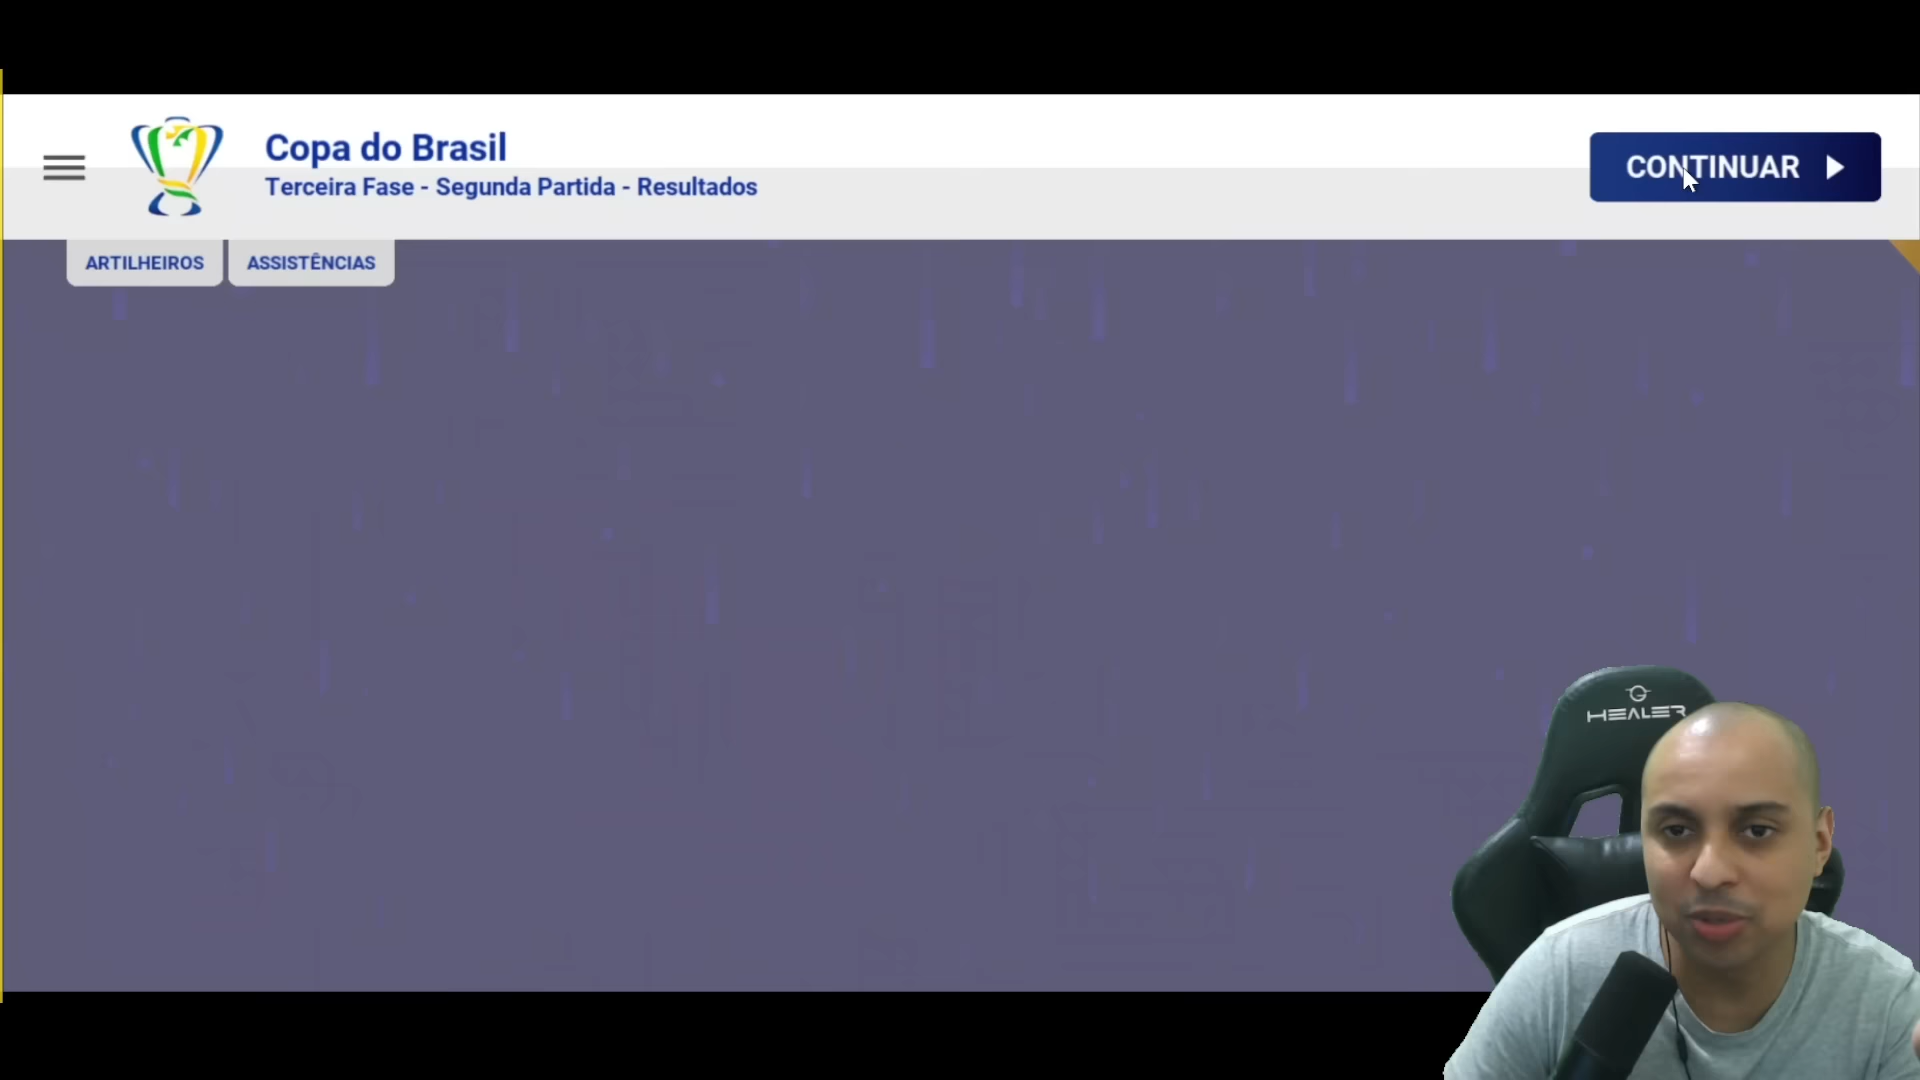 Copa do Brasil
Terceira Fase - Segunda Partida - Resultados
CONTINUAR
ARTILHEIROS
ASSISTÊNCIAS
HEALER